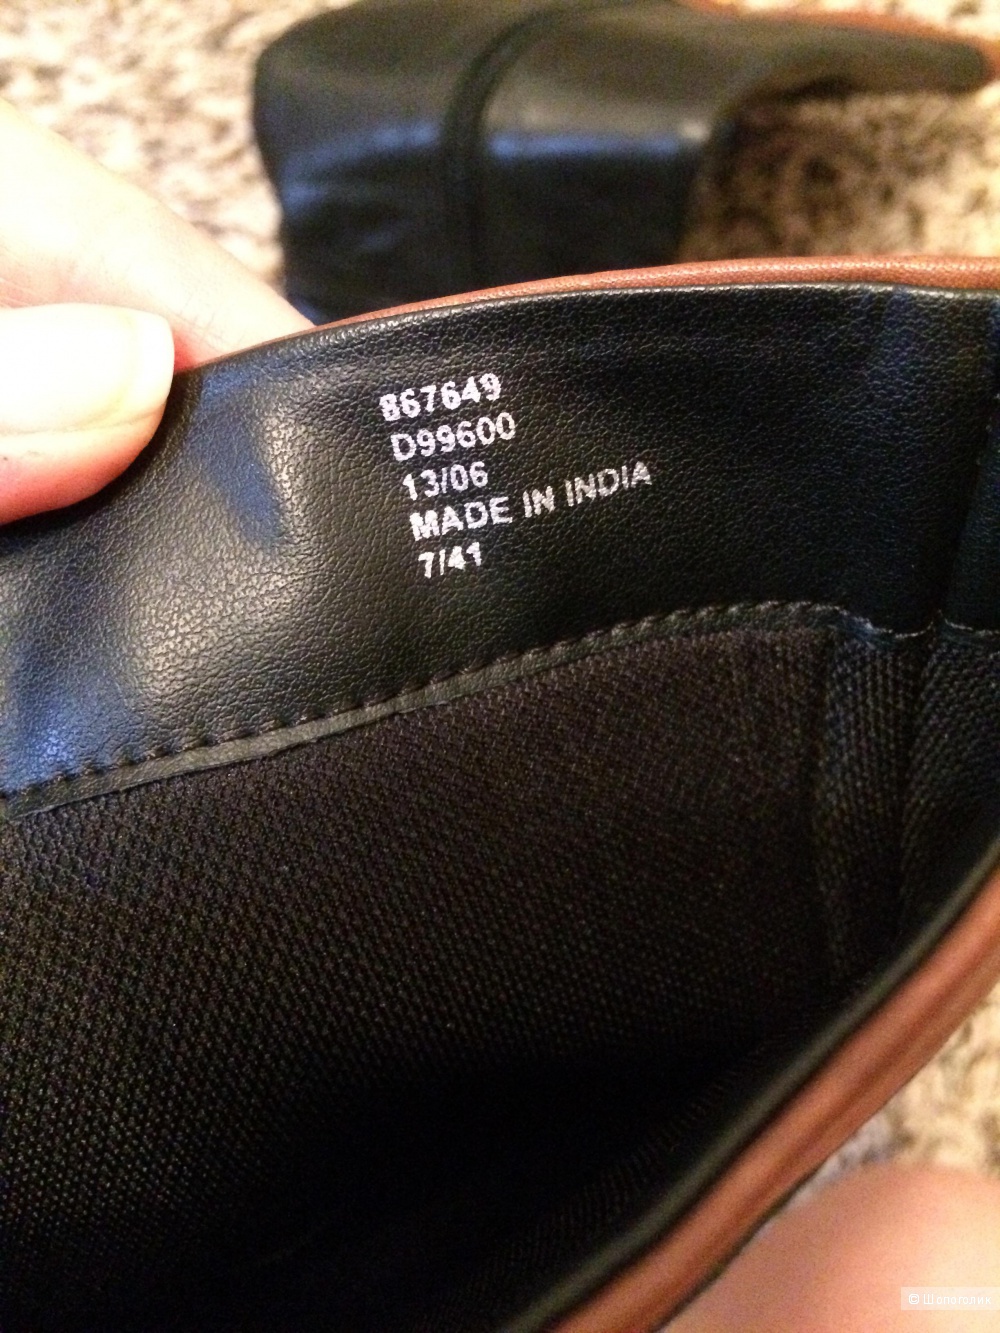 867649
D99600
13/06
MADE IN INDIA
7/41
© Шопоголик